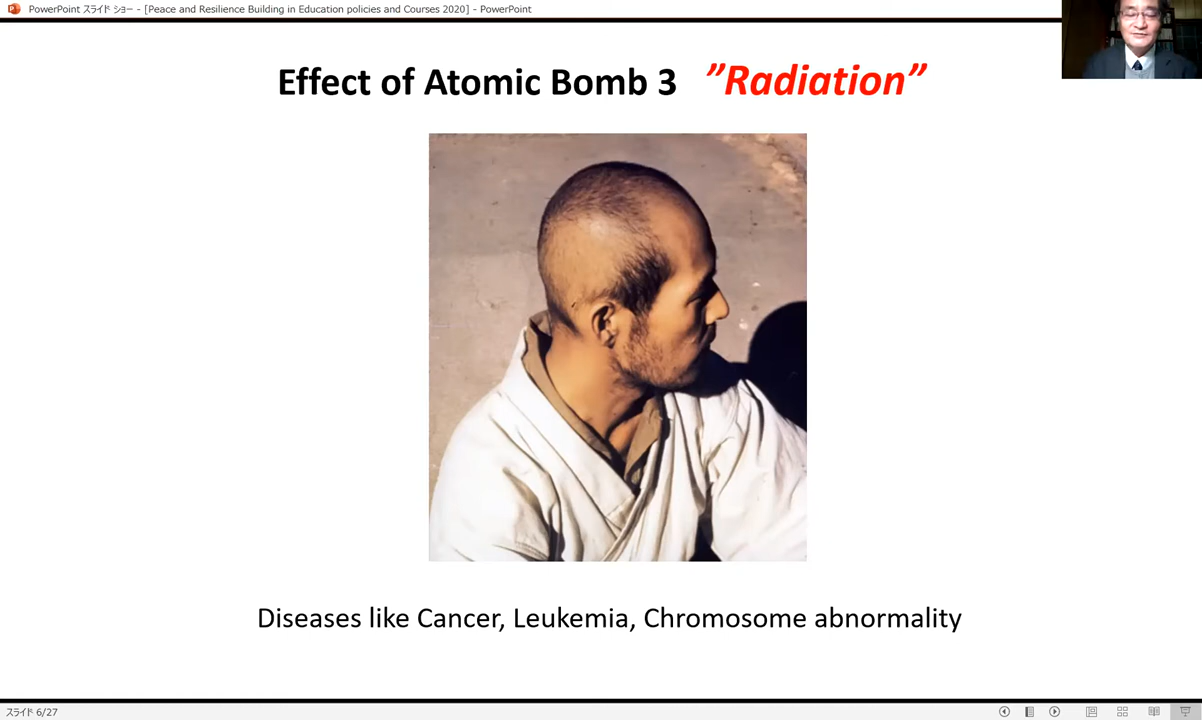 PowerPoint スライド ショー - [Peace and Resilience Building in Education policies and Courses 2020] - PowerPoint
Effect of Atomic Bomb 3 ”Radiation”
Diseases like Cancer, Leukemia, Chromosome abnormality
スライド 6/27